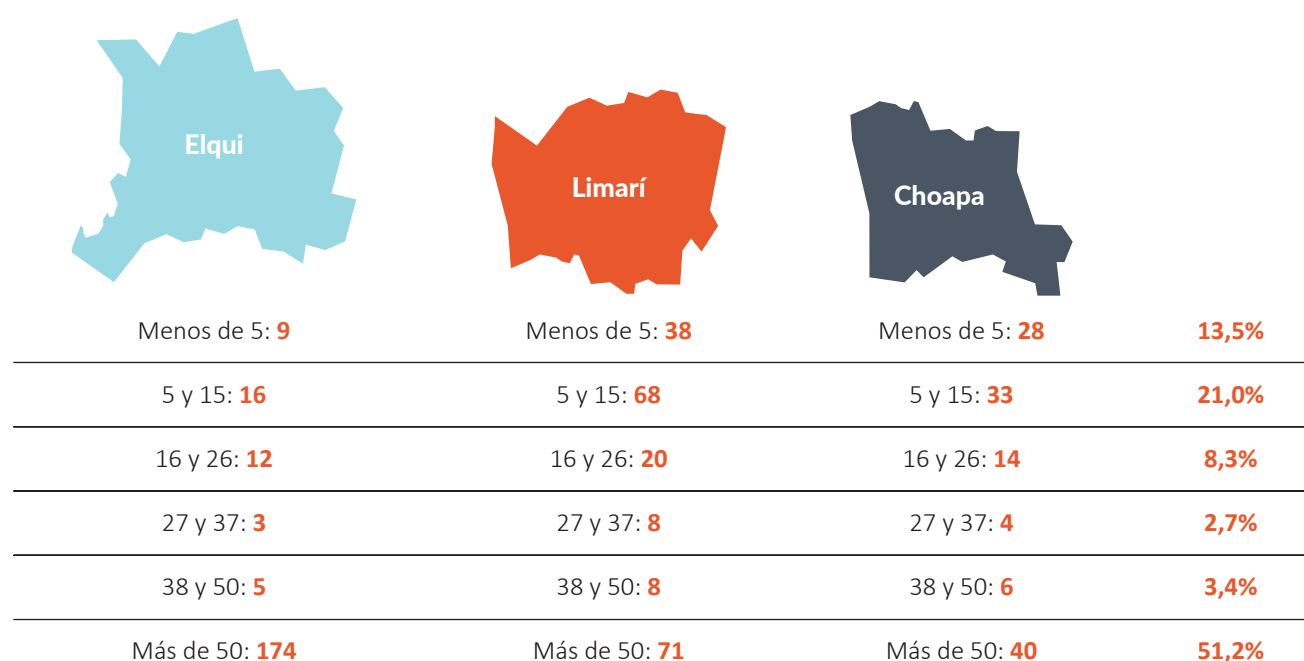 Elqui
Limarí
Choapa
Menos de 5: 9 Menos de 5: 38 Menos de 5: 28 13,5%
5 y 15: 16 5 y 15: 68 5 y 15: 33 21,0%
16 y 26: 12 16 y 26: 20 16 y 26: 14 8,3%
27 y 37: 3 27 y 37: 8 27 y 37: 4 2,7%
38 y 50: 5 38 y 50: 8 38 y 50: 6 3,4%
Más de 50: 174 Más de 50: 71 Más de 50: 40 51,2%